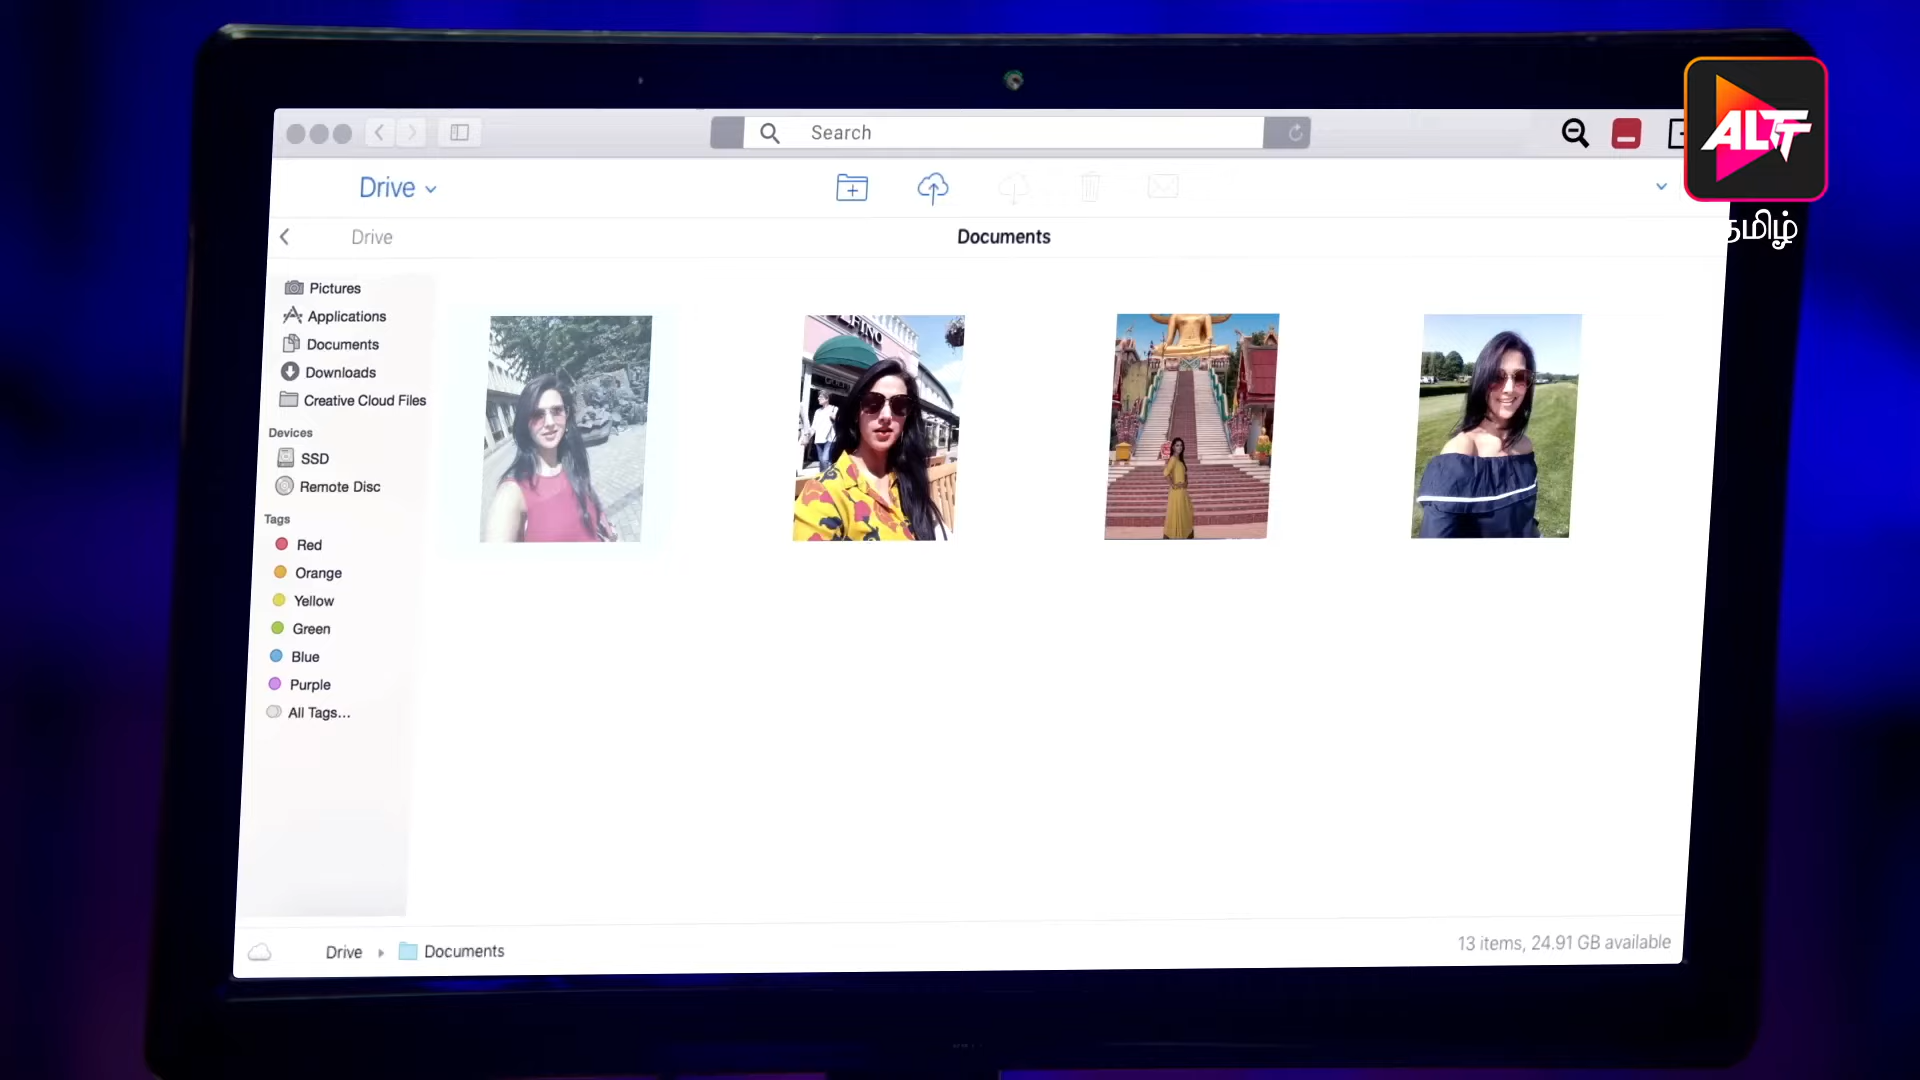 Search
ALTT
தமிழ்
Drive
Drive
Documents
Pictures
Applications
Documents
Downloads
Creative Cloud Files
Devices
SSD
Remote Disc
Tags
Red
Orange
Yellow
Green
Blue
Purple
All Tags...
Drive
Documents
13 items, 24.91 GB available